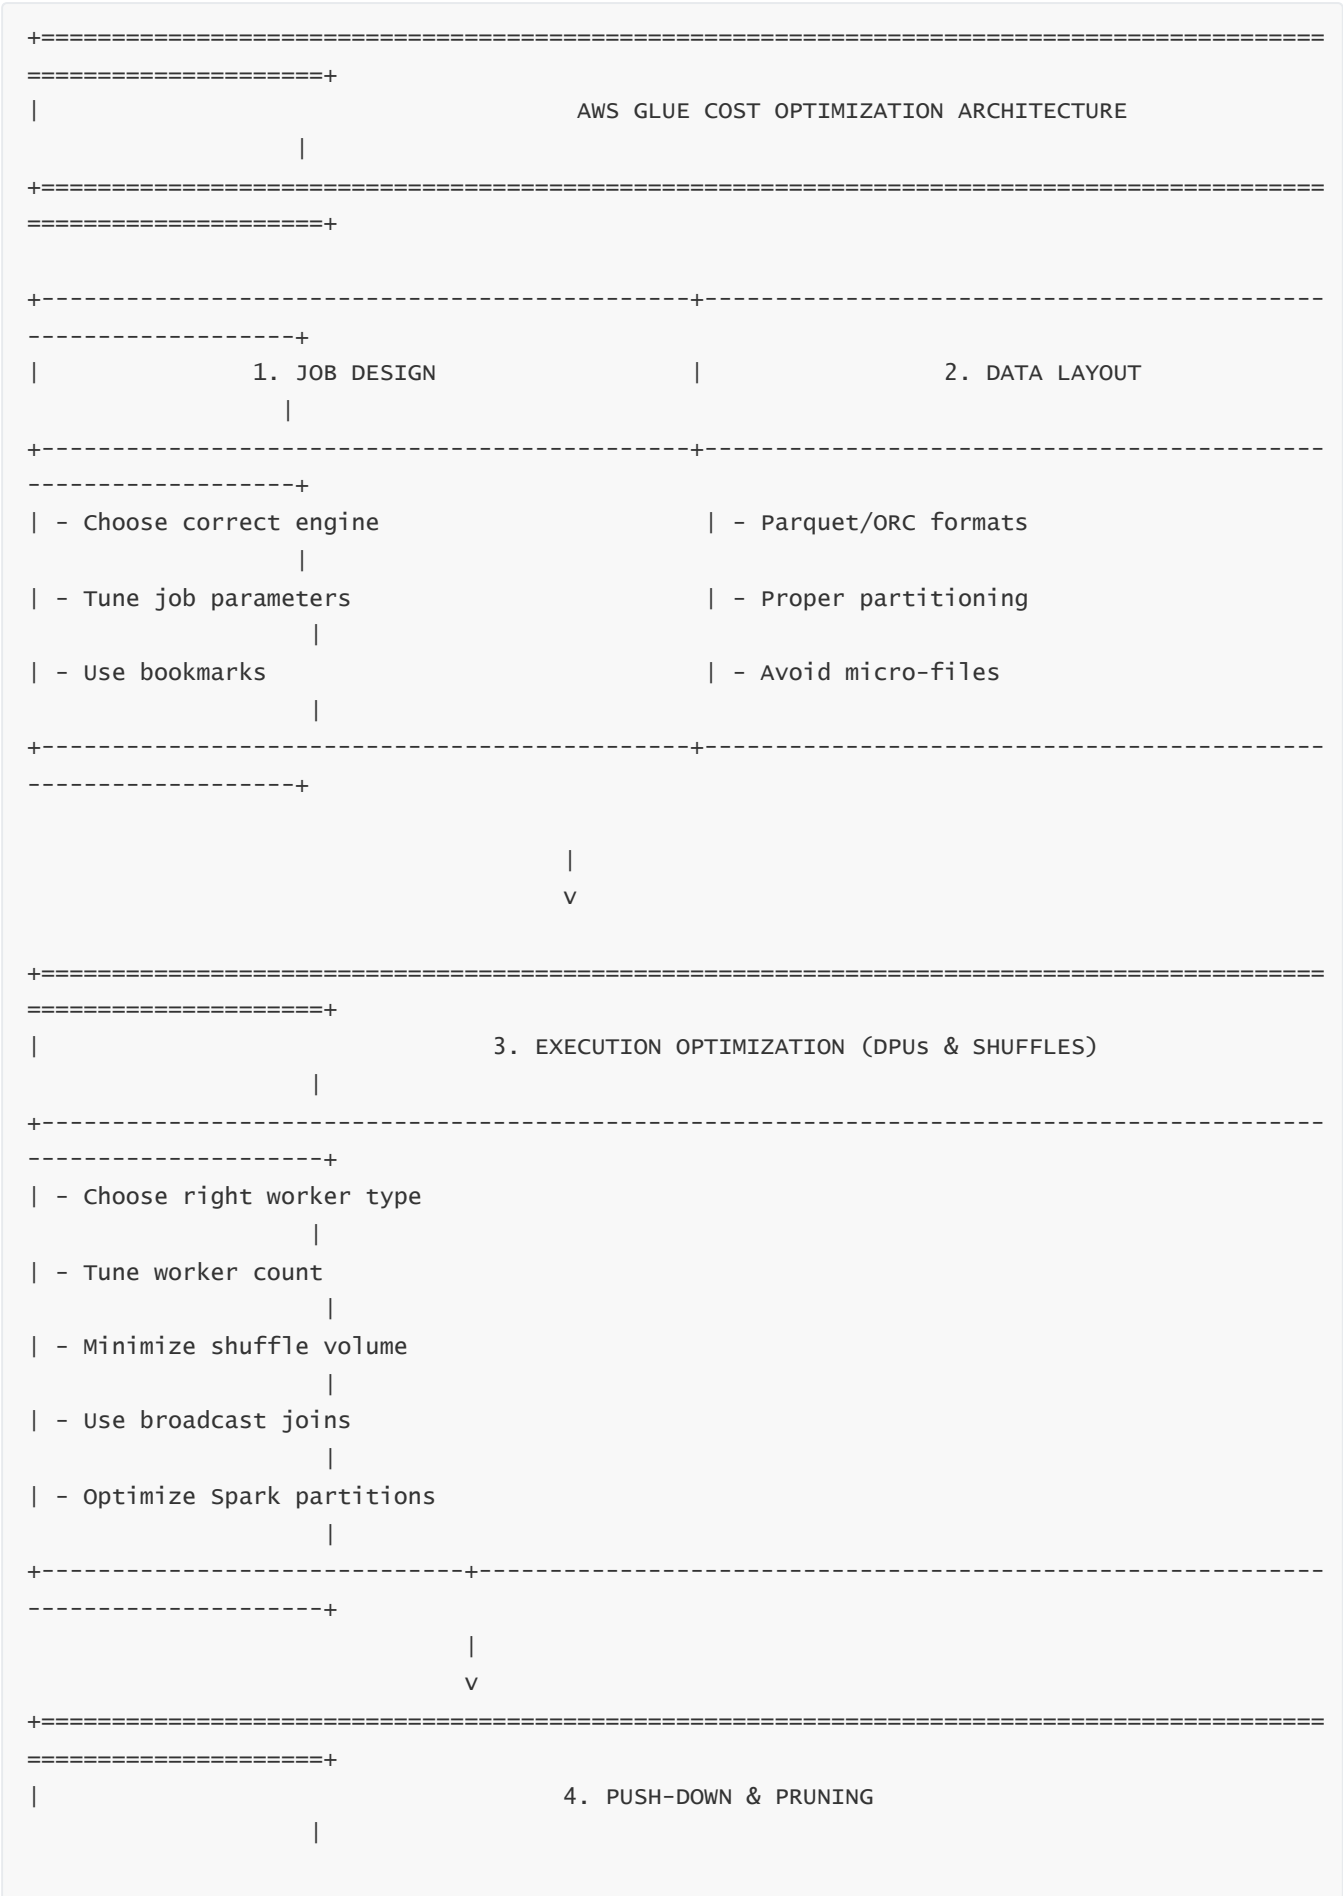 +===========================================================================================
=====================+
|                                      AWS GLUE COST OPTIMIZATION ARCHITECTURE
                   |
+===========================================================================================
=====================+
+----------------------------------------------+--------------------------------------------
-------------------+
|               1. JOB DESIGN                  |                 2. DATA LAYOUT
                  |
+----------------------------------------------+--------------------------------------------
-------------------+
| - Choose correct engine                       | - Parquet/ORC formats
                   |
| - Tune job parameters                         | - Proper partitioning
                    |
| - Use bookmarks                               | - Avoid micro-files
                    |
+----------------------------------------------+--------------------------------------------
-------------------+
                                      |
                                      v
+===========================================================================================
=====================+
|                                3. EXECUTION OPTIMIZATION (DPUs & SHUFFLES)
                    |
+-------------------------------------------------------------------------------------------
---------------------+
| - Choose right worker type
                    |
| - Tune worker count
                     |
| - Minimize shuffle volume
                     |
| - Use broadcast joins
                     |
| - Optimize Spark partitions
                     |
+------------------------------+------------------------------------------------------------
---------------------+
                               |
                               v
+===========================================================================================
=====================+
|                                     4. PUSH-DOWN & PRUNING
                    |